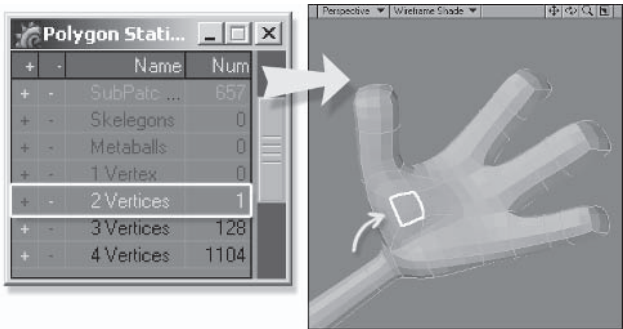 Polygon Stati...
+ - Name Num
+ - SubPatc ... 657
+ - Skelegons 0
+ - Metaballs 0
+ - 1 Vertex 0
+ - 2 Vertices 1
+ - 3 Vertices 128
+ - 4 Vertices 1104
Perspective Wireframe Shade